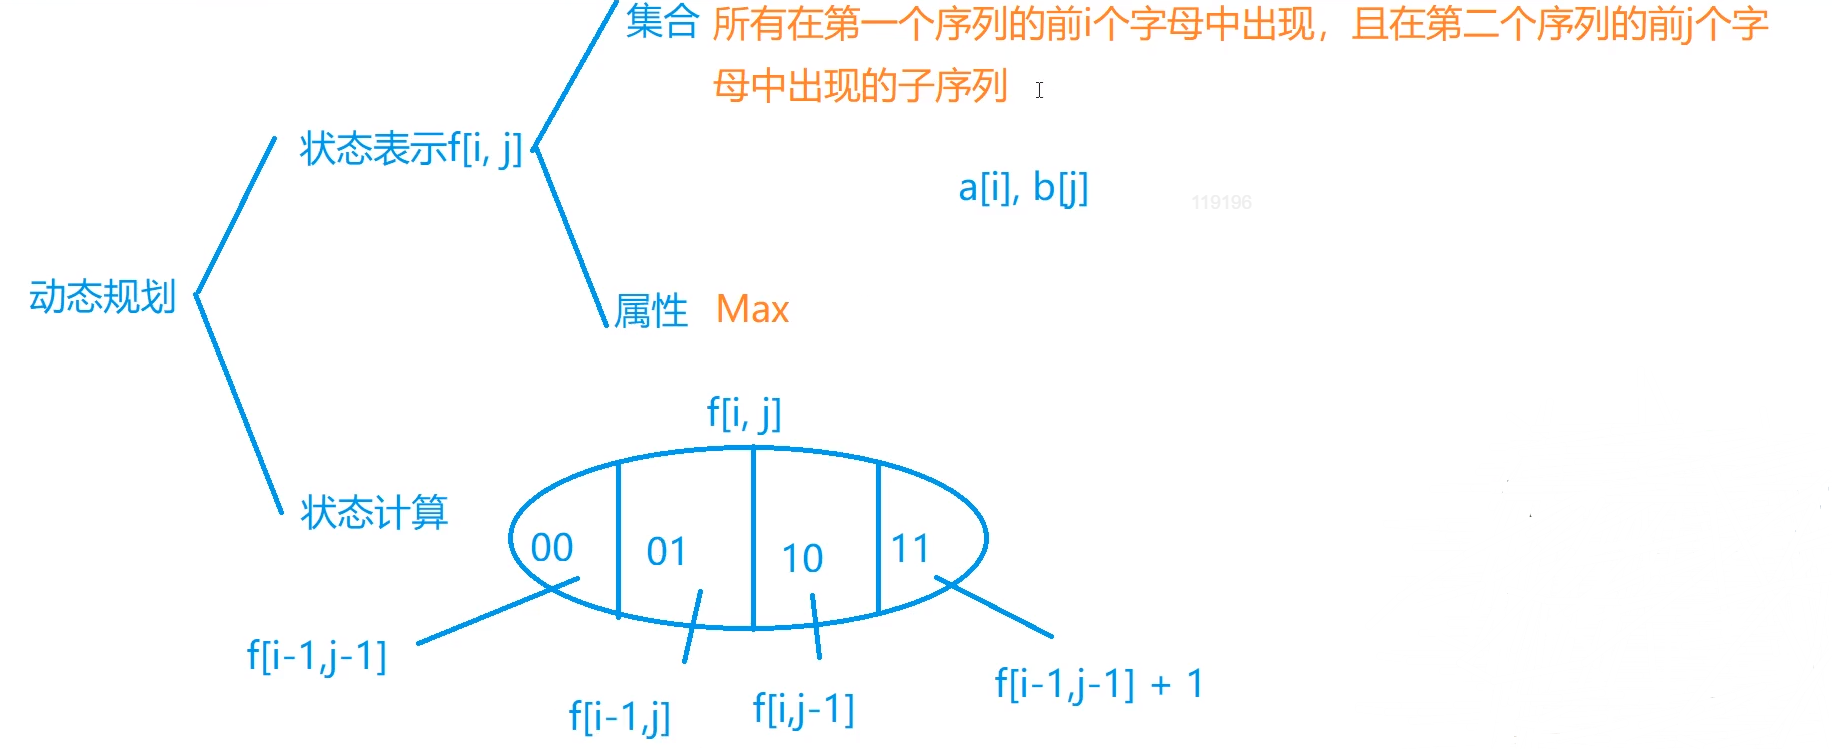 集合 所有在第一个序列的前i个字母中出现，且在第二个序列的前j个字
母中出现的子序列
状态表示f[i, j]
a[i], b[j]
119196
动态规划
属性 Max
f[i, j]
状态计算
00 01 10 11
f[i-1,j-1]
f[i-1,j]
f[i,j-1]
f[i-1,j-1] + 1